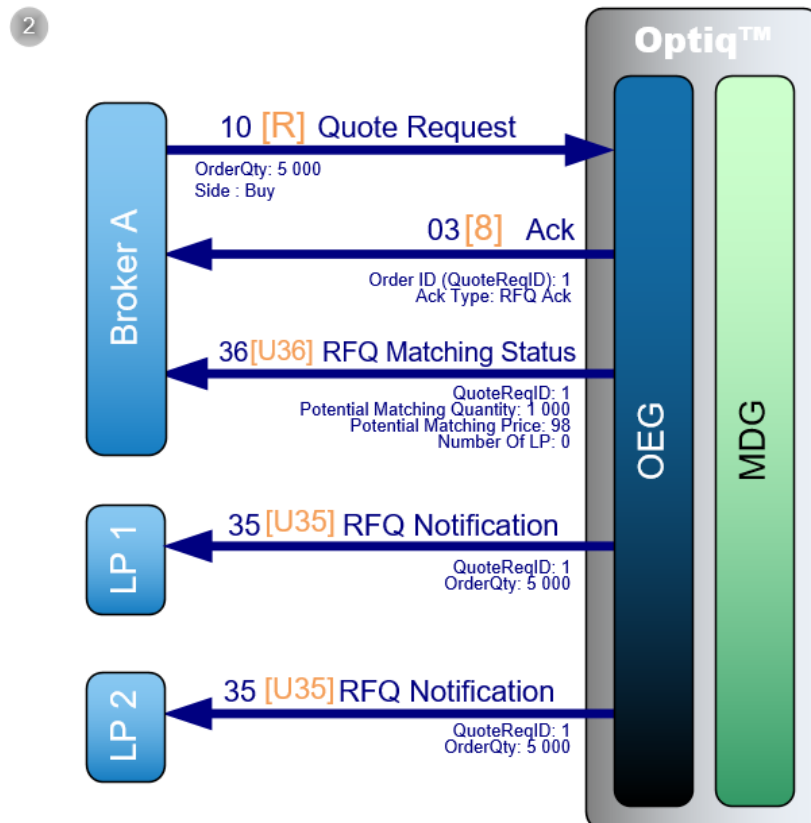 2
Optiq™
10 [R] Quote Request
OrderQty: 5 000
Side : Buy
Broker A
03 [8] Ack
Order ID (QuoteReqID): 1
Ack Type: RFQ Ack
36 [U36] RFQ Matching Status
QuoteReqID: 1
Potential Matching Quantity: 1 000
Potential Matching Price: 98
Number Of LP: 0
OEG
MDG
LP 1
35 [U35] RFQ Notification
QuoteReqID: 1
OrderQty: 5 000
LP 2
35 [U35] RFQ Notification
QuoteReqID: 1
OrderQty: 5 000